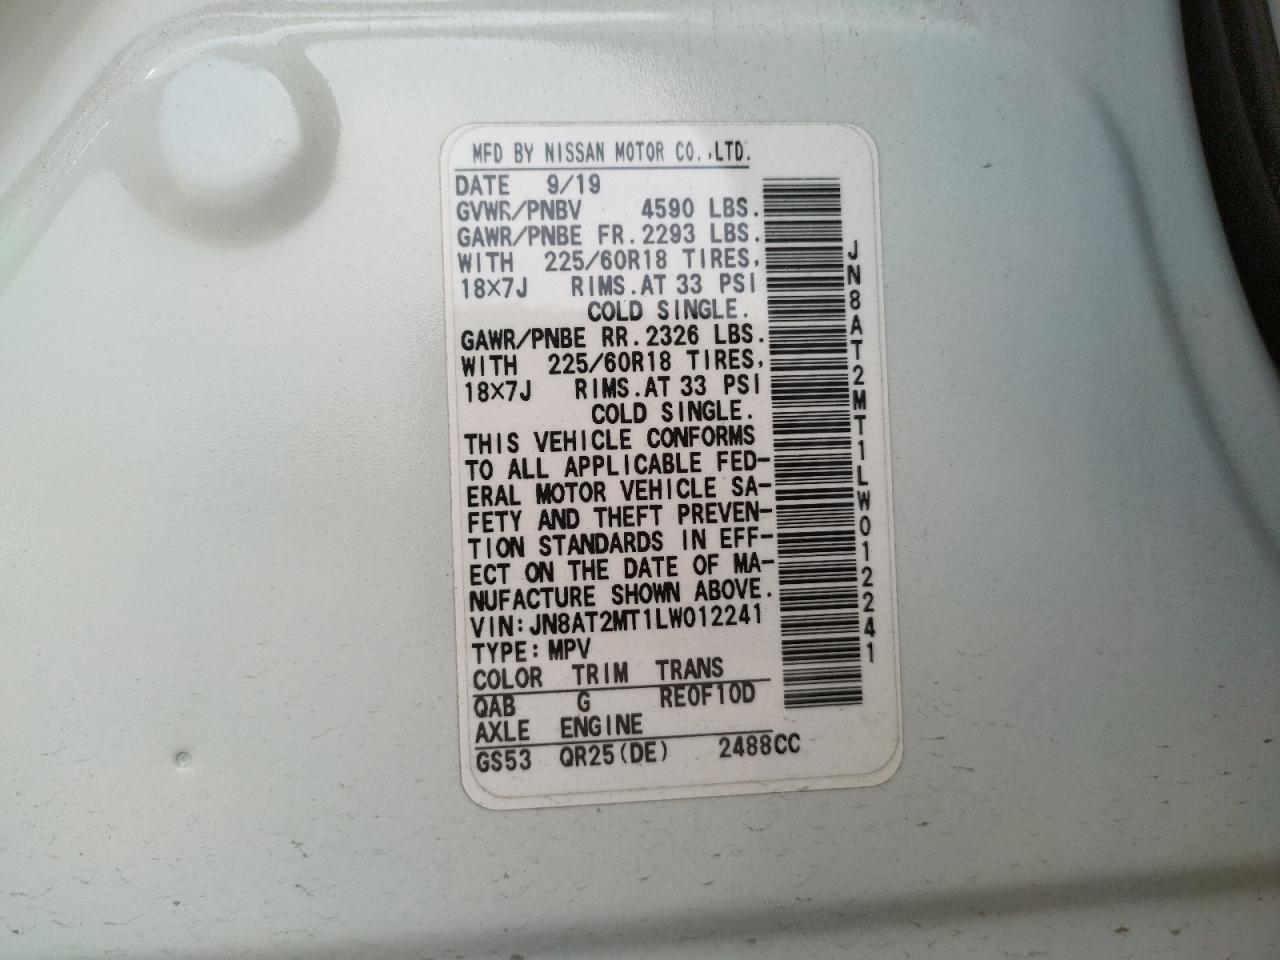 MFD BY NISSAN MOTOR CO.,LTD.
DATE 9/19
GVWR/PNBV 4590 LBS.
GAWR/PNBE FR.2293 LBS.
WITH 225/60R18 TIRES,
18×7J RIMS.AT 33 PSI
COLD SINGLE.
GAWR/PNBE RR.2326 LBS.
WITH 225/60R18 TIRES,
18×7J RIMS.AT 33 PSI
COLD SINGLE.
THIS VEHICLE CONFORMS
TO ALL APPLICABLE FED-
ERAL MOTOR VEHICLE SA-
FETY AND THEFT PREVEN-
TION STANDARDS IN EFF-
ECT ON THE DATE OF MA-
NUFACTURE SHOWN ABOVE.
VIN:JN8AT2MT1LW012241
TYPE:MPV
COLOR TRIM TRANS
QAB G RE0F10D
AXLE ENGINE
GS53 QR25(DE) 2488CC
JN8AT2MT1LW012241